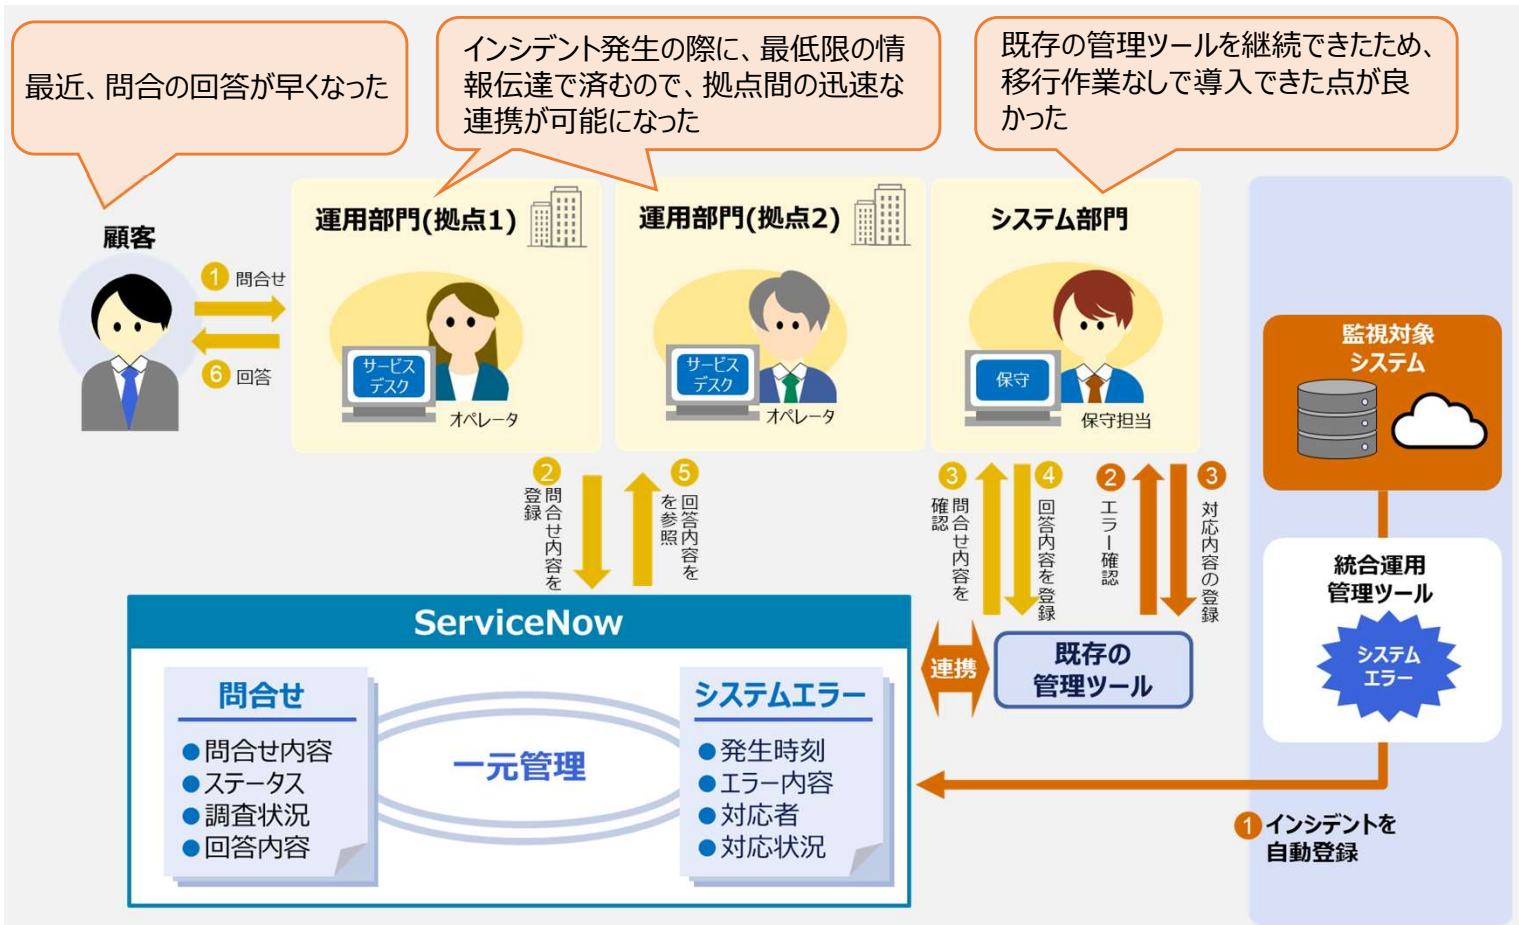 最近、問合の回答が早くなった
インシデント発生の際に、最低限の情
報伝達で済むので、拠点間の迅速な
連携が可能になった
既存の管理ツールを継続できたため、
移行作業なしで導入できた点が良
かった
顧客
1 問合せ
6 回答
運用部門(拠点1)
サービス
デスク
オペレータ
運用部門(拠点2)
サービス
デスク
オペレータ
システム部門
保守
保守担当
監視対象
システム
2
問合せ内容を
登録
5
回答内容を
を参照
3
問合せ内容を
確認
4
回答内容を登録
2
エラー確認
3
対応内容の登録
統合運用
管理ツール
システム
エラー
ServiceNow
問合せ
●問合せ内容
●ステータス
●調査状況
●回答内容
一元管理
システムエラー
●発生時刻
●エラー内容
●対応者
●対応状況
連携
既存の
管理ツール
1 インシデントを
自動登録